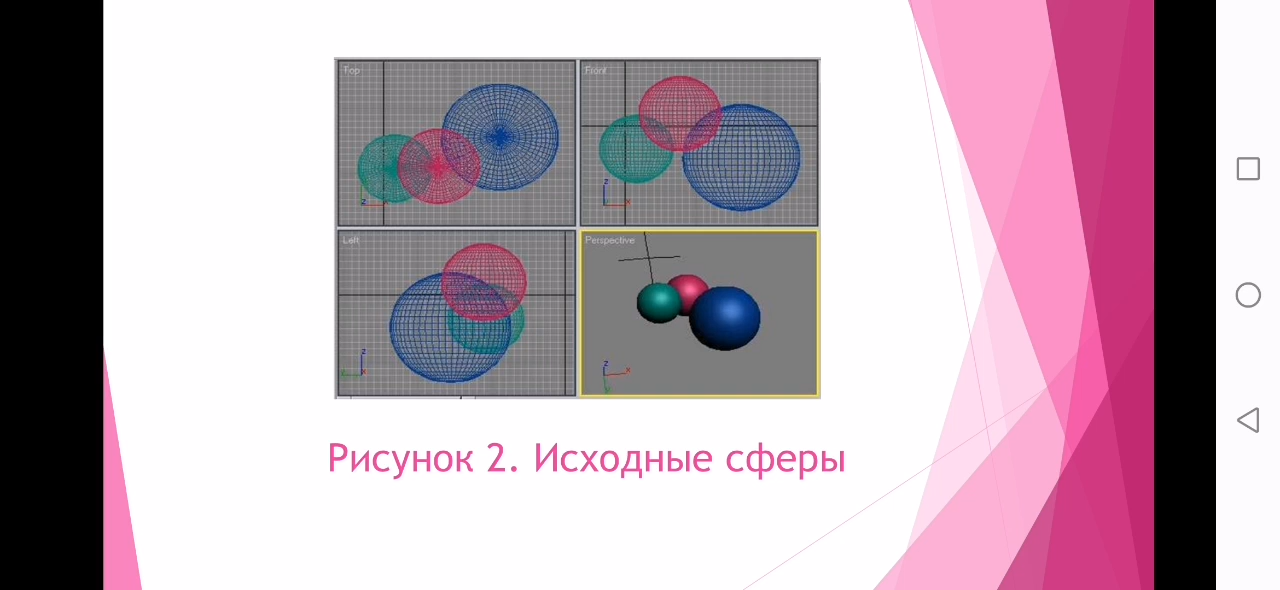 Top
Front
Left
Perspective
Рисунок 2. Исходные сферы